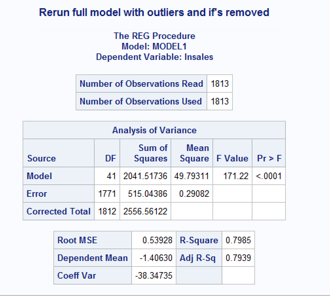 Rerun full model with outliers and if's removed
The REG Procedure
Model: MODEL1
Dependent Variable: lnsales
Number of Observations Read 1813
Number of Observations Used 1813
Analysis of Variance
Source DF Sum of Squares Mean Square F Value Pr > F
Model 41 2041.51736 49.79311 171.22 <.0001
Error 1771 515.04386 0.29082
Corrected Total 1812 2556.56122
Root MSE 0.53928 R-Square 0.7985
Dependent Mean -1.40630 Adj R-Sq 0.7939
Coeff Var -38.34735